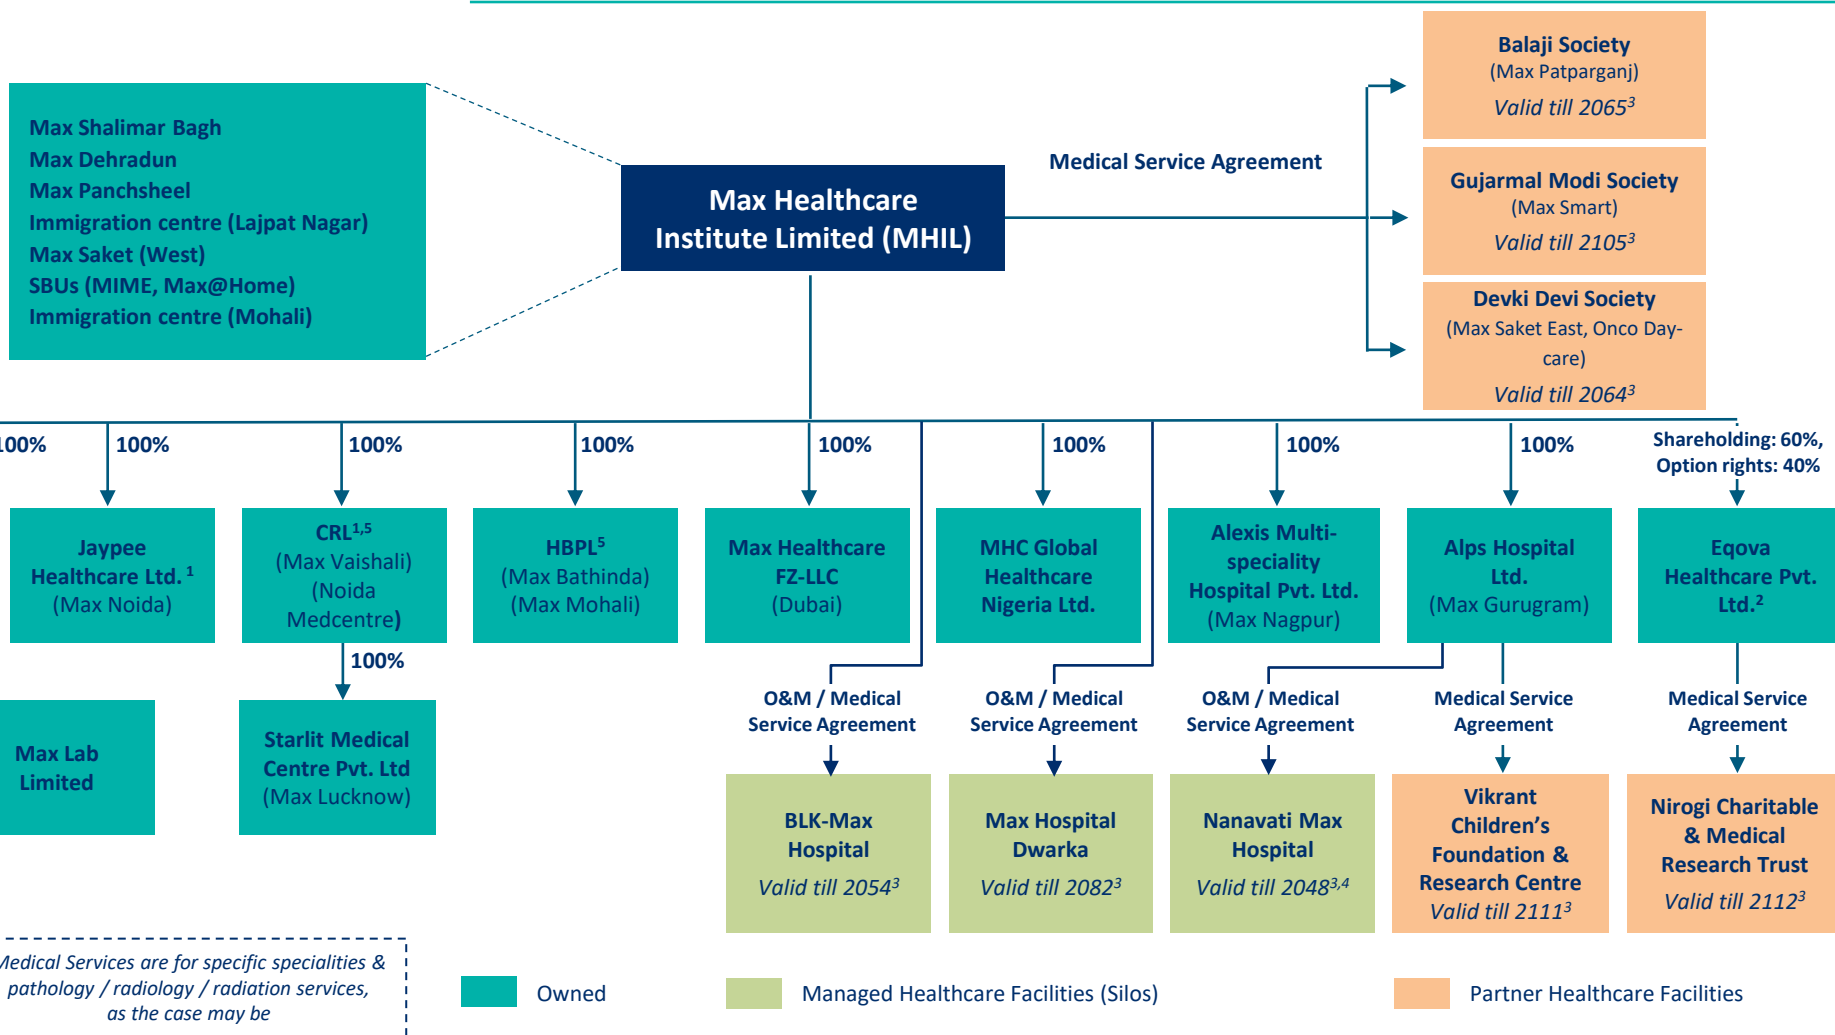 Balaji Society
(Max Patparganj)
Valid till 2065³
Max Shalimar Bagh
Max Dehradun
Max Panchsheel
Immigration centre (Lajpat Nagar)
Max Saket (West)
SBUs (MIME, Max@Home)
Immigration centre (Mohali)
Max Healthcare
Institute Limited (MHIL)
Medical Service Agreement
Gujarmal Modi Society
(Max Smart)
Valid till 2105³
Devki Devi Society
(Max Saket East, Onco Day-
care)
Valid till 2064³
100%
100%
100%
100%
100%
100%
100%
100%
Shareholding: 60%,
Option rights: 40%
Jaypee
Healthcare Ltd. ¹
(Max Noida)
CRL¹˒⁵
(Max Vaishali)
(Noida
Medcentre)
HBPL⁵
(Max Bathinda)
(Max Mohali)
Max Healthcare
FZ-LLC
(Dubai)
MHC Global
Healthcare
Nigeria Ltd.
Alexis Multi-
speciality
Hospital Pvt. Ltd.
(Max Nagpur)
Alps Hospital
Ltd.
(Max Gurugram)
Eqova
Healthcare Pvt.
Ltd.²
100%
O&M / Medical
Service Agreement
O&M / Medical
Service Agreement
O&M / Medical
Service Agreement
Medical Service
Agreement
Medical Service
Agreement
Max Lab
Limited
Starlit Medical
Centre Pvt. Ltd
(Max Lucknow)
BLK-Max
Hospital
Valid till 2054³
Max Hospital
Dwarka
Valid till 2082³
Nanavati Max
Hospital
Valid till 2048³˒⁴
Vikrant
Children’s
Foundation &
Research Centre
Valid till 2111³
Nirogi Charitable
& Medical
Research Trust
Valid till 2112³
Medical Services are for specific specialities &
pathology / radiology / radiation services,
as the case may be
Owned
Managed Healthcare Facilities (Silos)
Partner Healthcare Facilities